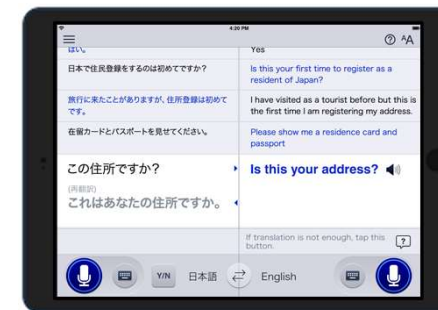 4:20 PM
AA
はい。
Yes
日本で住民登録をするのは初めてですか?
Is this your first time to register as a
resident of Japan?
旅行に来たことがありますが、住所登録は初めて
です。
I have visited as a tourist before but this is
the first time I am registering my address.
在留カードとパスポートを見せてください。
Please show me a residence card and
passport
この住所ですか?
Is this your address?
(再翻訳)
これはあなたの住所ですか。
If translation is not enough, tap this
button.
?
Y/N
日本語
English